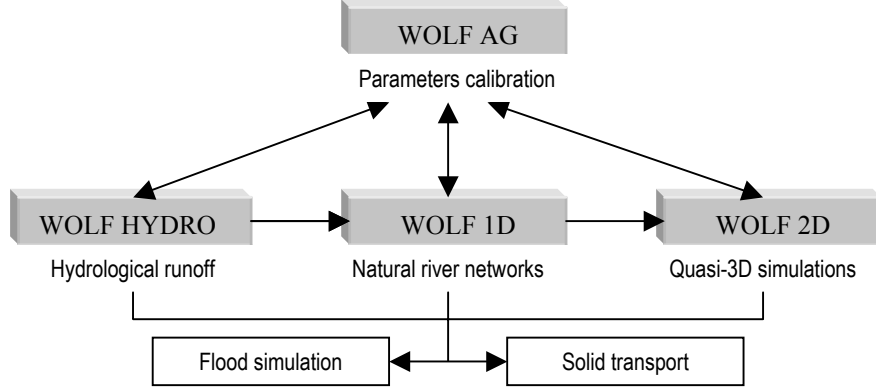 WOLF AG
Parameters calibration
WOLF HYDRO
WOLF 1D
WOLF 2D
Hydrological runoff
Natural river networks
Quasi-3D simulations
Flood simulation
Solid transport